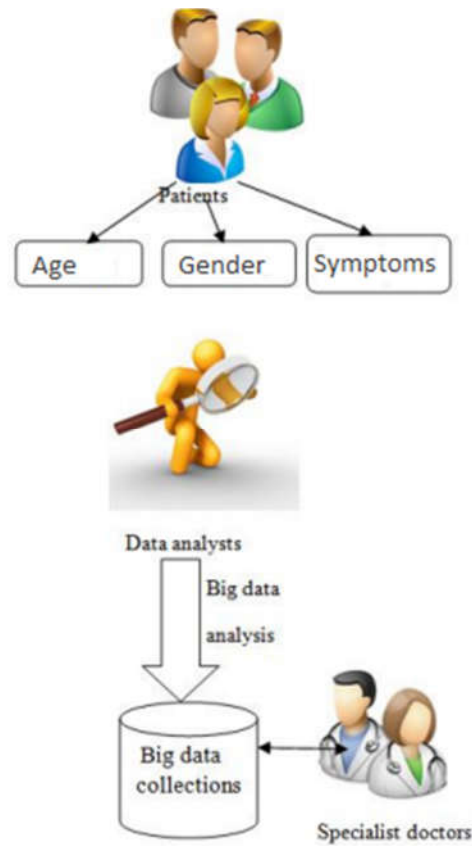 Patients
Age
Gender
Symptoms
Data analysts
Big data
analysis
Big data
collections
Specialist doctors